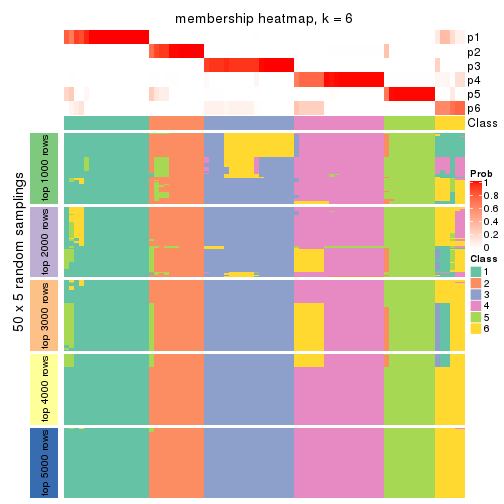 membership heatmap, k = 6
p1
p2
p3
p4
p5
p6
Class
50 x 5 random samplings
top 1000 rows
top 2000 rows
top 3000 rows
top 4000 rows
top 5000 rows
Prob
1
0.8
0.6
0.4
0.2
0
Class
1
2
3
4
5
6